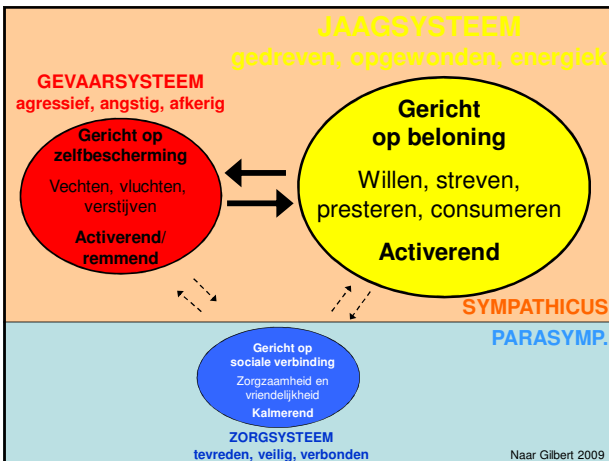 JAAGSYSTEEM
gedreven, opgewonden, energiek
GEVAARSYSTEEM
agressief, angstig, afkerig
Gericht op
zelfbescherming
Vechten, vluchten,
verstijven
Activerend/
remmend
Gericht
op beloning
Willen, streven,
presteren, consumeren
Activerend
SYMPATHICUS
PARASYMP.
Gericht op
sociale verbinding
Zorgzaamheid en
vriendelijkheid
Kalmerend
ZORGSYSTEEM
tevreden, veilig, verbonden
Naar Gilbert 2009